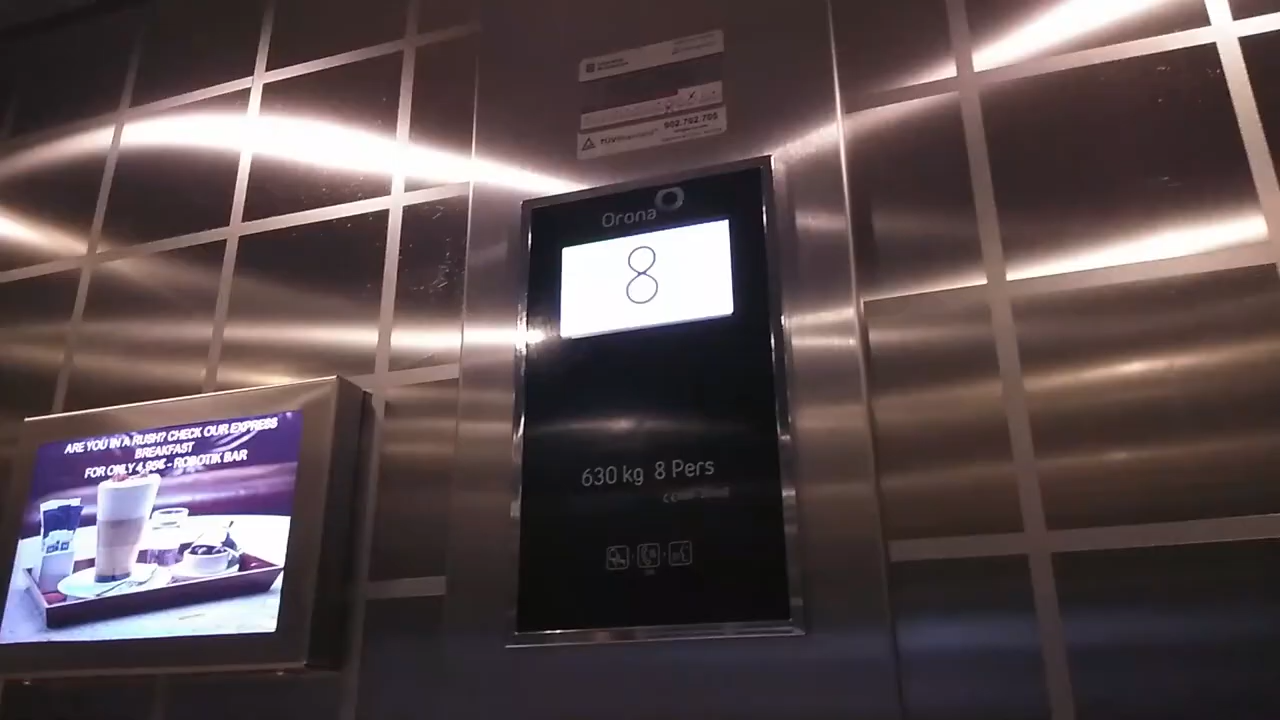 TÜVRheinland
902.702.705
Orona
8
630 kg 8 Pers
ARE YOU IN A RUSH? CHECK OUR EXPRESS
BREAKFAST
FOR ONLY 4,95€ - ROBOTIK BAR